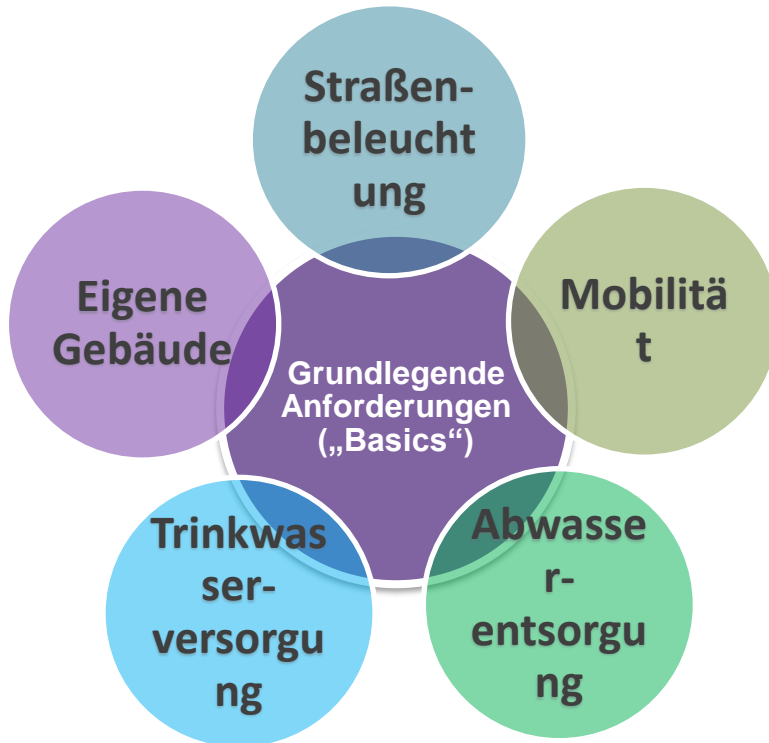 Straßen-
beleucht
ung
Eigene
Gebäude
Mobilitä
t
Grundlegende
Anforderungen
(„Basics“)
Trinkwas
ser-
versorgu
ng
Abwasse
r-
entsorgu
ng